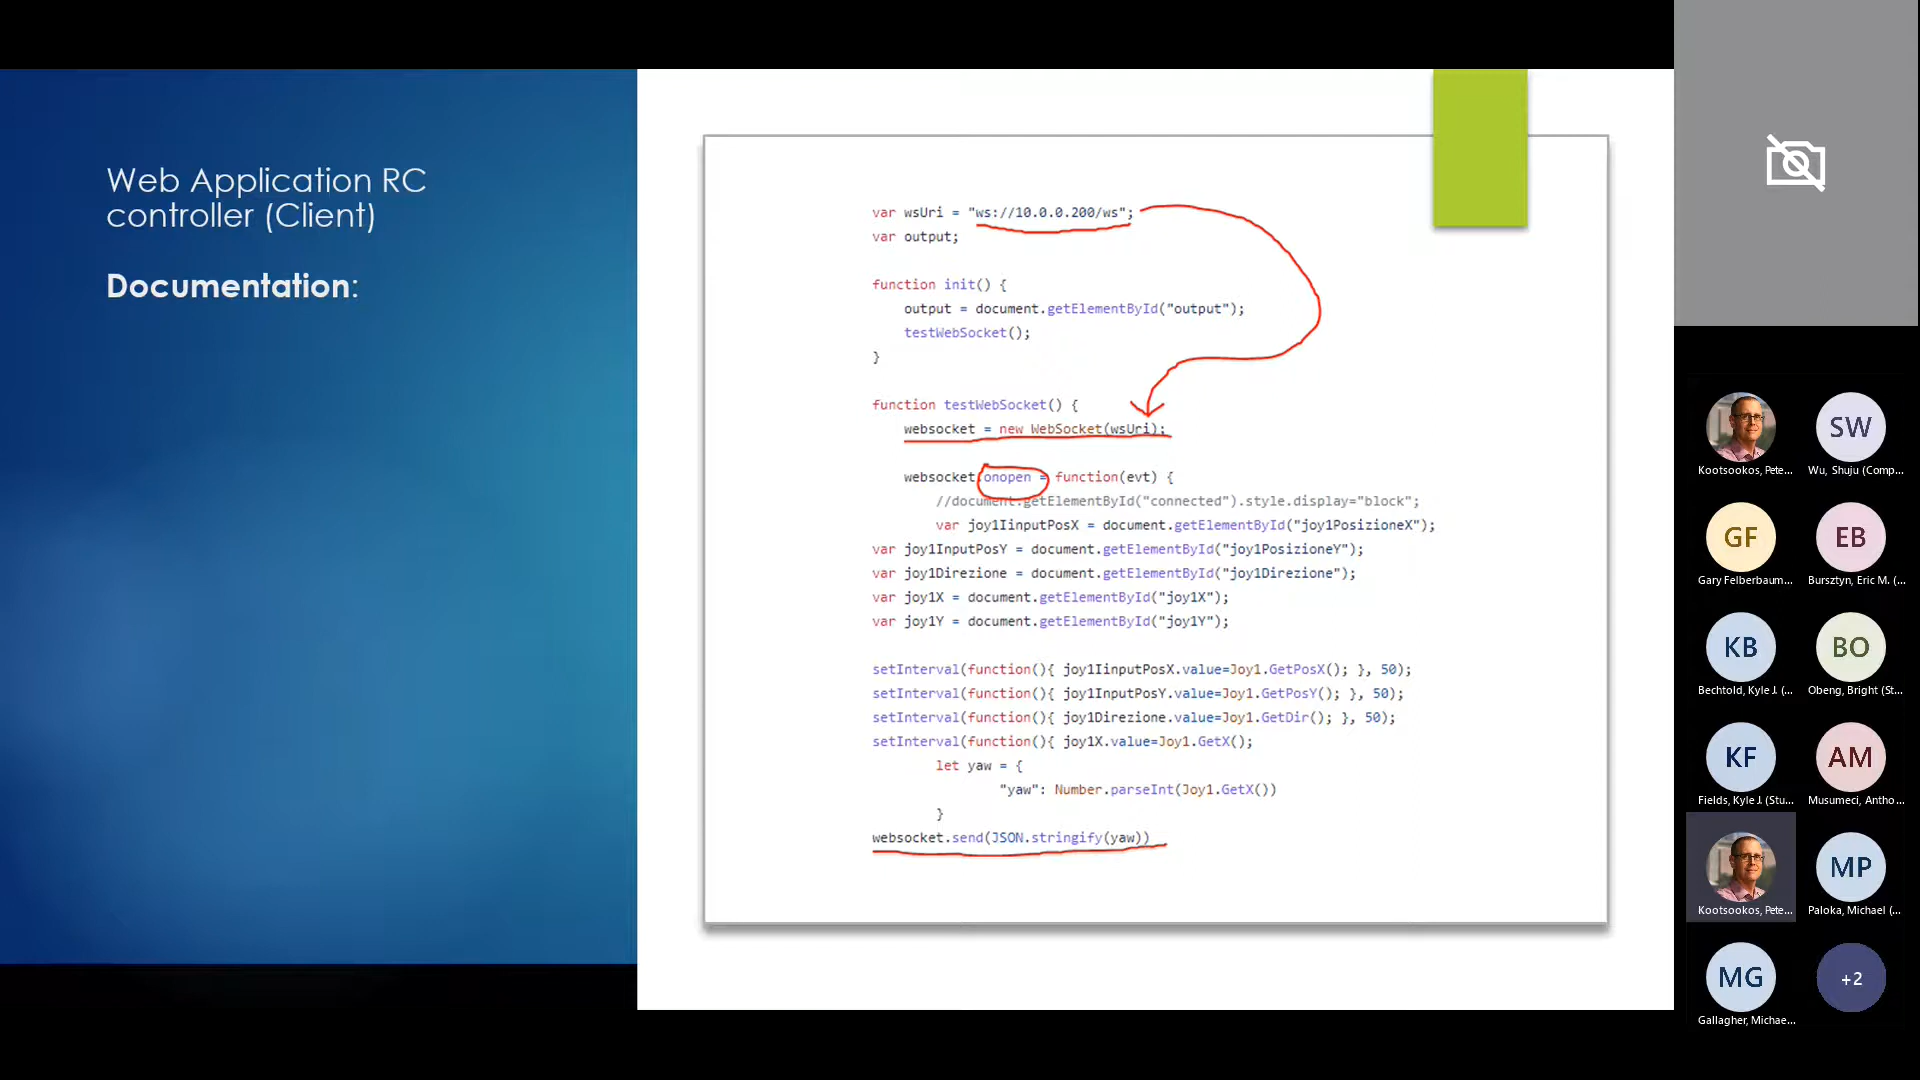 Web Application RC
controller (Client)
Documentation:
var wsUri = "ws://10.0.0.200/ws";
var output;
function init() {
output = document.getElementById("output");
testWebSocket();
}
function testWebSocket() {
websocket = new WebSocket(wsUri);
websocket.onopen = function(evt) {
//document.getElementById("connected").style.display="block";
var joy1IinputPosX = document.getElementById("joy1PosizioneX");
var joy1InputPosY = document.getElementById("joy1PosizioneY");
var joy1Direzione = document.getElementById("joy1Direzione");
var joy1X = document.getElementById("joy1X");
var joy1Y = document.getElementById("joy1Y");
setInterval(function(){ joy1IinputPosX.value=Joy1.GetPosX(); }, 50);
setInterval(function(){ joy1InputPosY.value=Joy1.GetPosY(); }, 50);
setInterval(function(){ joy1Direzione.value=Joy1.GetDir(); }, 50);
setInterval(function(){ joy1X.value=Joy1.GetX();
let yaw = {
"yaw": Number.parseInt(Joy1.GetX())
}
websocket.send(JSON.stringify(yaw))
Kootsookos, Pete...
SW
Wu, Shuju (Comp...
GF
Gary Felberbaum...
EB
Bursztyn, Eric M. (...
KB
Bechtold, Kyle J. (...
BO
Obeng, Bright (St...
KF
Fields, Kyle J. (Stu...
AM
Musumeci, Antho...
Kootsookos, Pete...
MP
Paloka, Michael (...
MG
Gallagher, Michae...
+2